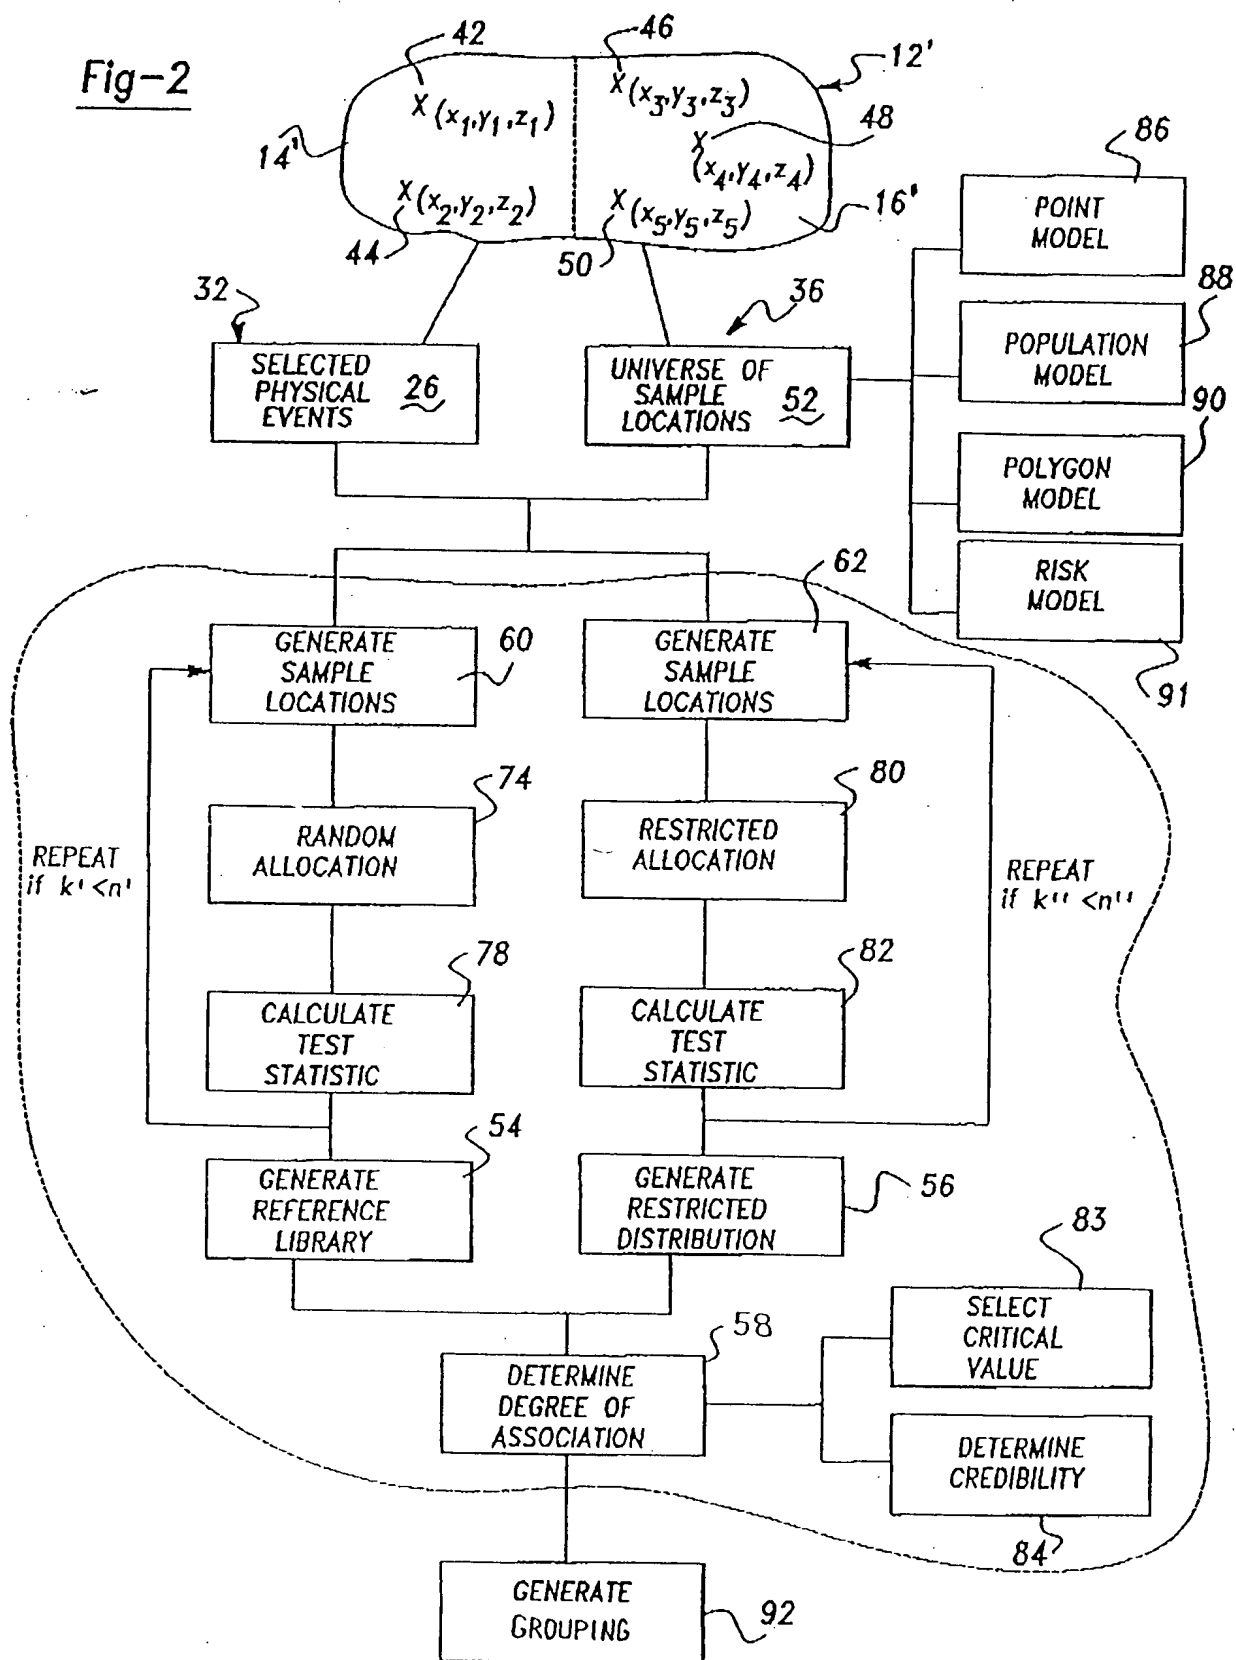 Fig-2
42
46
12'
X (x1,y1,z1)
X (x3,y3,z3)
48
X
(x4,y4,z4)
14'
X (x2,y2,z2)
X (x5,y5,z5)
16'
44
50
86
POINT
MODEL
88
POPULATION
MODEL
90
POLYGON
MODEL
RISK
MODEL
91
32
36
SELECTED
PHYSICAL
EVENTS
26
UNIVERSE OF
SAMPLE
LOCATIONS
52
62
GENERATE
SAMPLE
LOCATIONS
60
GENERATE
SAMPLE
LOCATIONS
74
80
RANDOM
ALLOCATION
RESTRICTED
ALLOCATION
REPEAT
if k' <n'
REPEAT
if k'' <n''
78
82
CALCULATE
TEST
STATISTIC
CALCULATE
TEST
STATISTIC
54
GENERATE
REFERENCE
LIBRARY
GENERATE
RESTRICTED
DISTRIBUTION
56
83
SELECT
CRITICAL
VALUE
58
DETERMINE
DEGREE OF
ASSOCIATION
DETERMINE
CREDIBILITY
84
GENERATE
GROUPING
92